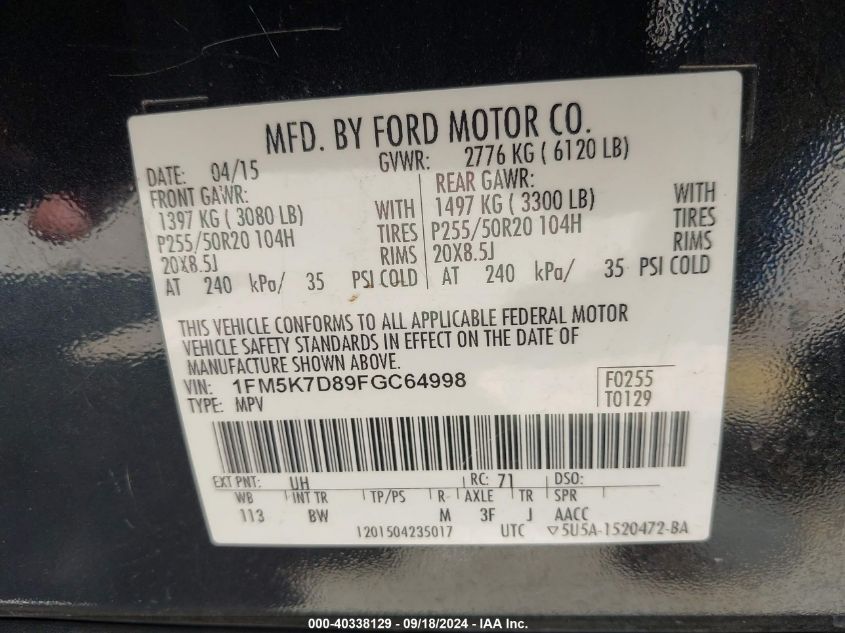 MFD. BY FORD MOTOR CO.
DATE: 04/15 GVWR: 2776 KG ( 6120 LB)
FRONT GAWR: REAR GAWR:
1397 KG ( 3080 LB) WITH 1497 KG ( 3300 LB) WITH
P255/50R20 104H TIRES P255/50R20 104H TIRES
20X8.5J RIMS 20X8.5J RIMS
AT 240 kPa/ 35 PSI COLD AT 240 kPa/ 35 PSI COLD
THIS VEHICLE CONFORMS TO ALL APPLICABLE FEDERAL MOTOR
VEHICLE SAFETY STANDARDS IN EFFECT ON THE DATE OF
MANUFACTURE SHOWN ABOVE.
VIN: 1FM5K7D89FGC64998 F0255
TYPE: MPV T0129
EXT PNT: UH RC: 71 DSO:
WB INT TR TP/PS R AXLE TR SPR
113 BW M 3F J AACC
1201504235017 UTC ▽5U5A-1520472-BA
000-40338129 - 09/18/2024 - IAA Inc.